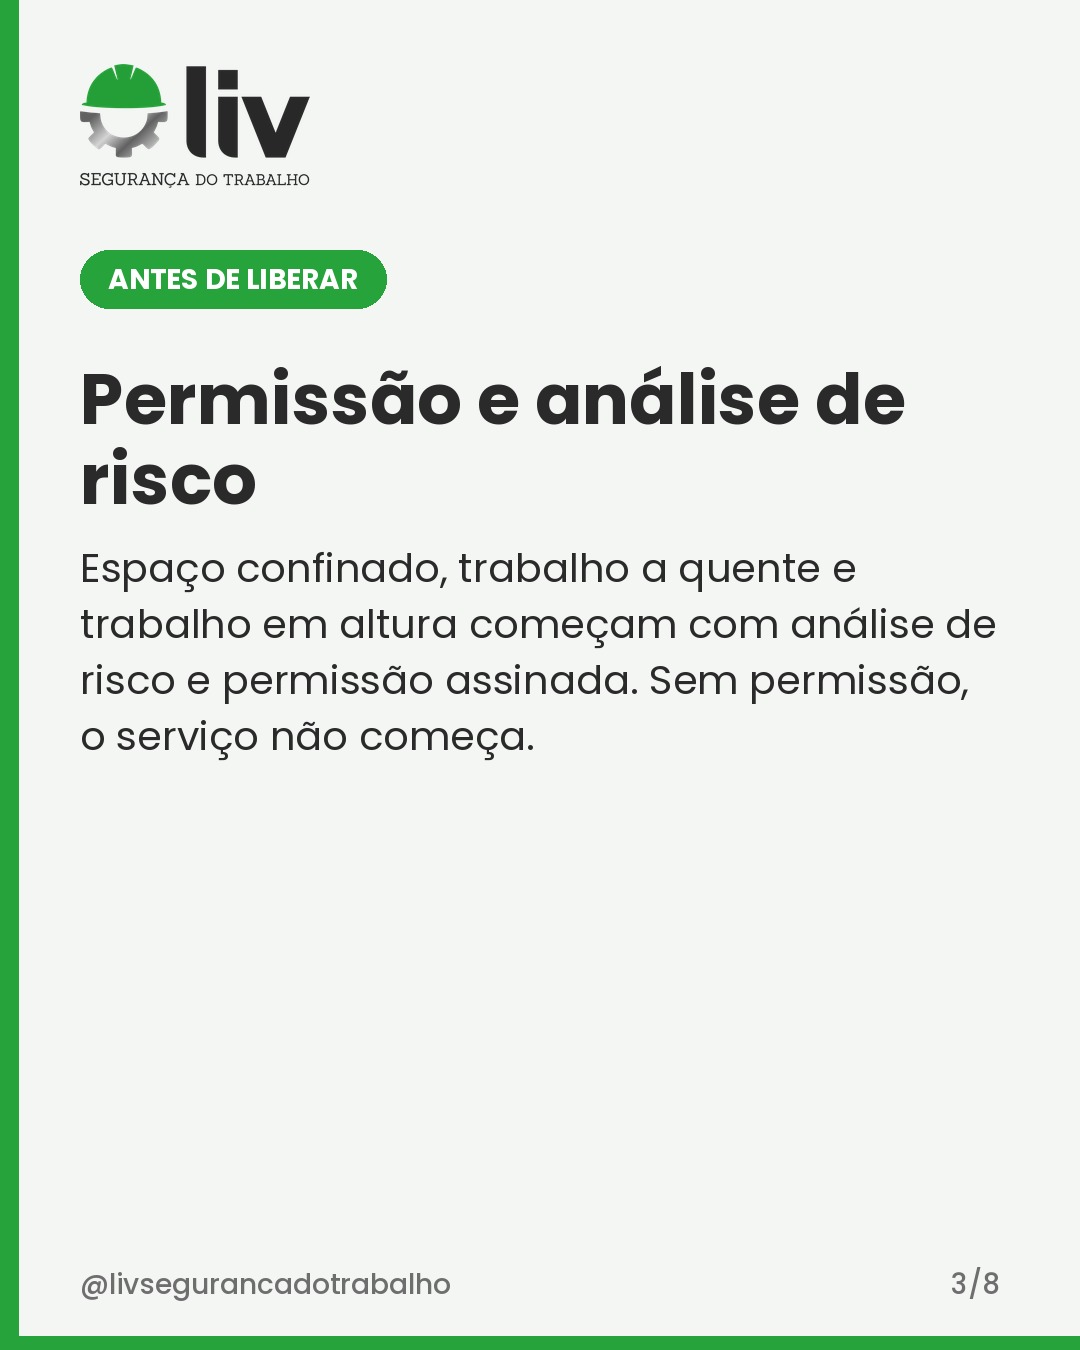 liv
SEGURANÇA DO TRABALHO
ANTES DE LIBERAR
Permissão e análise de
risco
Espaço confinado, trabalho a quente e
trabalho em altura começam com análise de
risco e permissão assinada. Sem permissão,
o serviço não começa.
@livsegurancadotrabalho
3/8